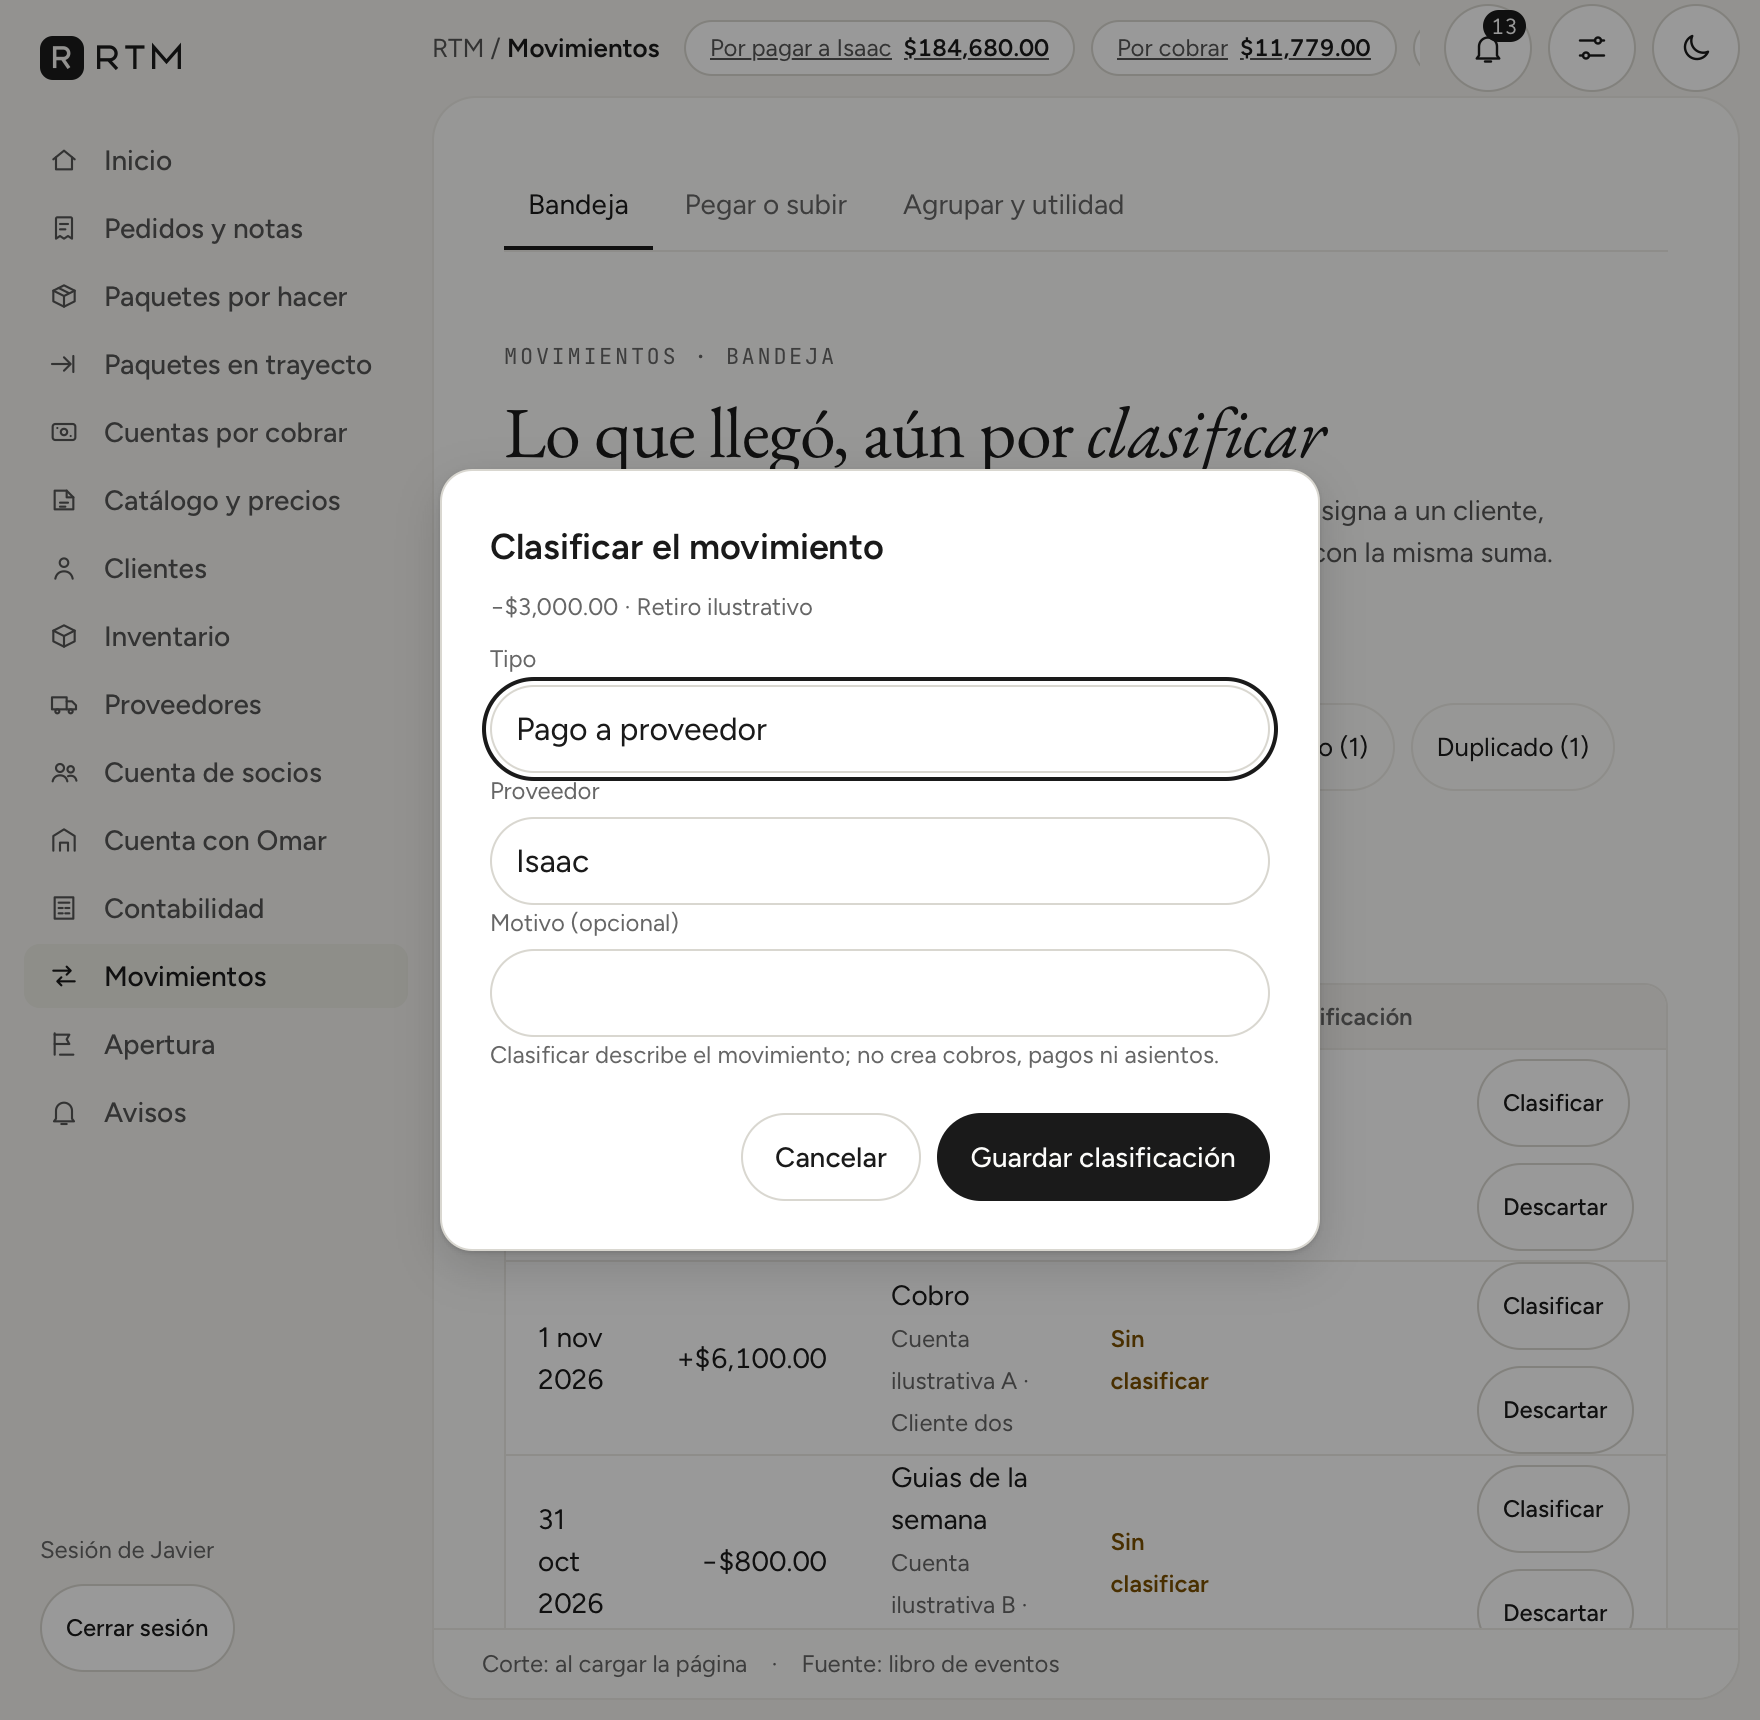 R RTM
RTM / Movimientos
Por pagar a Isaac $184,680.00
Por cobrar $11,779.00
13
Inicio
Pedidos y notas
Paquetes por hacer
Paquetes en trayecto
Cuentas por cobrar
Catálogo y precios
Clientes
Inventario
Proveedores
Cuenta de socios
Cuenta con Omar
Contabilidad
Movimientos
Apertura
Avisos
Sesión de Javier
Cerrar sesión
Bandeja
Pegar o subir
Agrupar y utilidad
MOVIMIENTOS · BANDEJA
Lo que llegó, aún por clasificar
signa a un cliente,
con la misma suma.
o (1)
Duplicado (1)
Clasificar el movimiento
−$3,000.00 · Retiro ilustrativo
Tipo
Pago a proveedor
Proveedor
Isaac
Motivo (opcional)
Clasificar describe el movimiento; no crea cobros, pagos ni asientos.
Cancelar
Guardar clasificación
ificación
Clasificar
Descartar
1 nov
2026
+$6,100.00
Cobro
Cuenta
ilustrativa A ·
Cliente dos
Sin
clasificar
Clasificar
Descartar
31
oct
2026
−$800.00
Guias de la
semana
Cuenta
ilustrativa B ·
Sin
clasificar
Clasificar
Descartar
Corte: al cargar la página · Fuente: libro de eventos